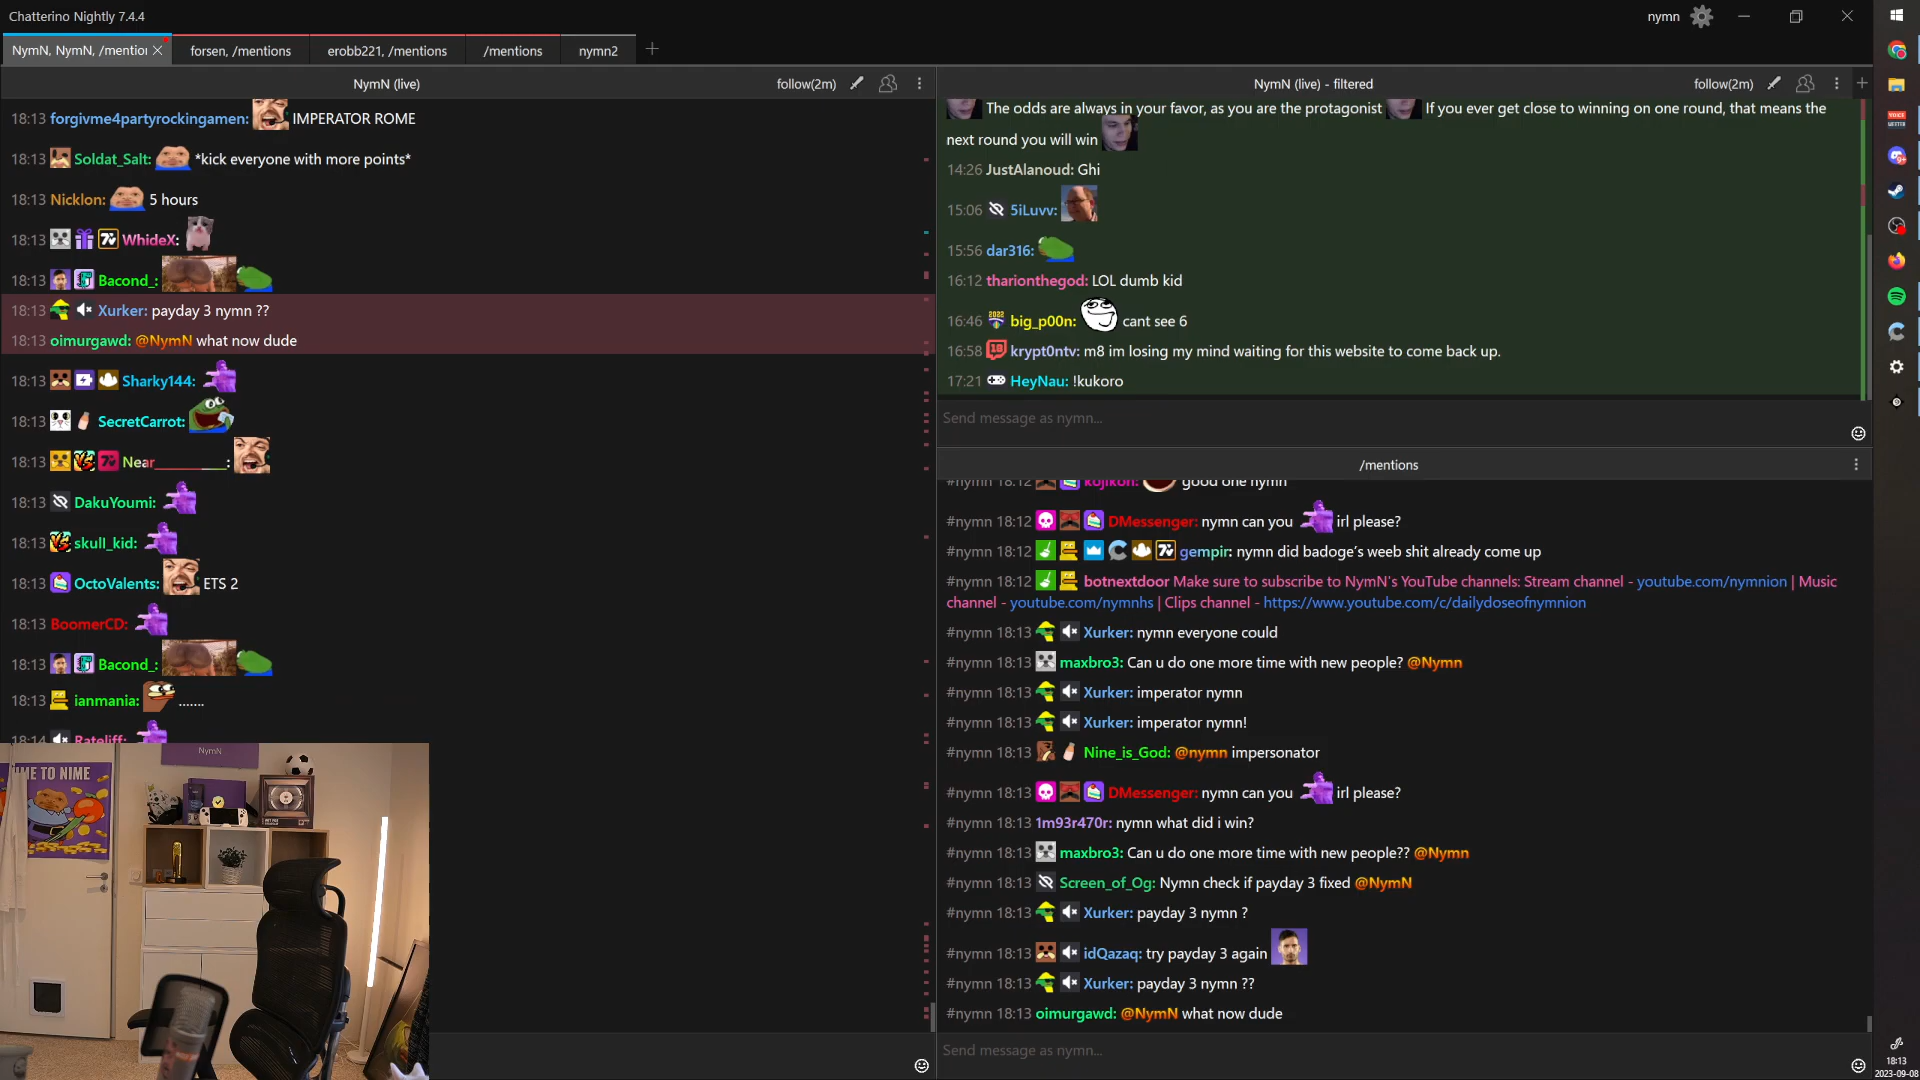 Chatterino Nightly 7.4.4
nymn
NymN, NymN, /mention
forsen, /mentions
erobb221, /mentions
/mentions
nymn2
NymN (live)
follow(2m)
18:13 forgivme4partyrockingamen: IMPERATOR ROME
18:13 Soldat_Salt: *kick everyone with more points*
18:13 Nicklon: 5 hours
18:13 WhideX:
18:13 Bacond_:
18:13 Xurker: payday 3 nymn ??
18:13 oimurgawd: @NymN what now dude
18:13 Sharky144:
18:13 SecretCarrot:
18:13 Near________:
18:13 DakuYoumi:
18:13 skull_kid:
18:13 OctoValents: ETS 2
18:13 BoomerCD:
18:13 Bacond_:
18:13 ianmania: .......
18:14 Rateliff:
NymN
TIME TO NIME
NymN (live) - filtered
follow(2m)
The odds are always in your favor, as you are the protagonist If you ever get close to winning on one round, that means the
next round you will win
14:26 JustAlanoud: Ghi
15:06 5iLuvv:
15:56 dar316:
16:12 tharionthegod: LOL dumb kid
16:46 big_p00n: cant see 6
16:58 krypt0ntv: m8 im losing my mind waiting for this website to come back up.
17:21 HeyNau: !kukoro
Send message as nymn...
/mentions
#nymn 18:12 kojikoh: good one nymn
#nymn 18:12 DMessenger: nymn can you irl please?
#nymn 18:12 gempir: nymn did badoge's weeb shit already come up
#nymn 18:12 botnextdoor Make sure to subscribe to NymN's YouTube channels: Stream channel - youtube.com/nymnion | Music
channel - youtube.com/nymnhs | Clips channel - https://www.youtube.com/c/dailydoseofnymnion
#nymn 18:13 Xurker: nymn everyone could
#nymn 18:13 maxbro3: Can u do one more time with new people? @Nymn
#nymn 18:13 Xurker: imperator nymn
#nymn 18:13 Xurker: imperator nymn!
#nymn 18:13 Nine_is_God: @nymn impersonator
#nymn 18:13 DMessenger: nymn can you irl please?
#nymn 18:13 1m93r470r: nymn what did i win?
#nymn 18:13 maxbro3: Can u do one more time with new people?? @Nymn
#nymn 18:13 Screen_of_Og: Nymn check if payday 3 fixed @NymN
#nymn 18:13 Xurker: payday 3 nymn ?
#nymn 18:13 idQazaq: try payday 3 again
#nymn 18:13 Xurker: payday 3 nymn ??
#nymn 18:13 oimurgawd: @NymN what now dude
Send message as nymn...
18:13
2023-09-08